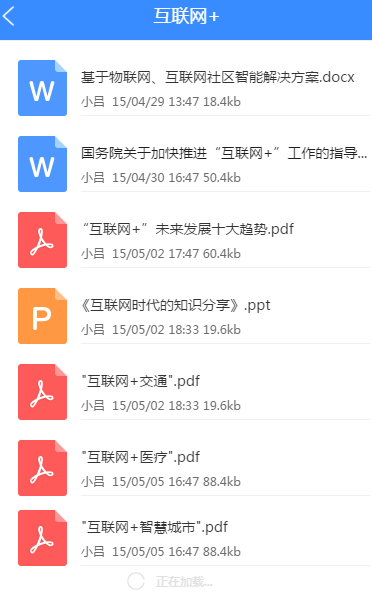 互联网+
基于物联网、互联网社区智能解决方案.docx
小吕 15/04/29 13:47 18.4kb
国务院关于加快推进“互联网+”工作的指导...
小吕 15/04/30 16:47 50.4kb
“互联网+”未来发展十大趋势.pdf
小吕 15/05/02 17:47 60.4kb
《互联网时代的知识分享》.ppt
小吕 15/05/02 18:33 19.6kb
"互联网+交通".pdf
小吕 15/05/02 18:33 19.6kb
"互联网+医疗".pdf
小吕 15/05/05 16:47 88.4kb
"互联网+智慧城市".pdf
小吕 15/05/05 16:47 88.4kb
正在加载...